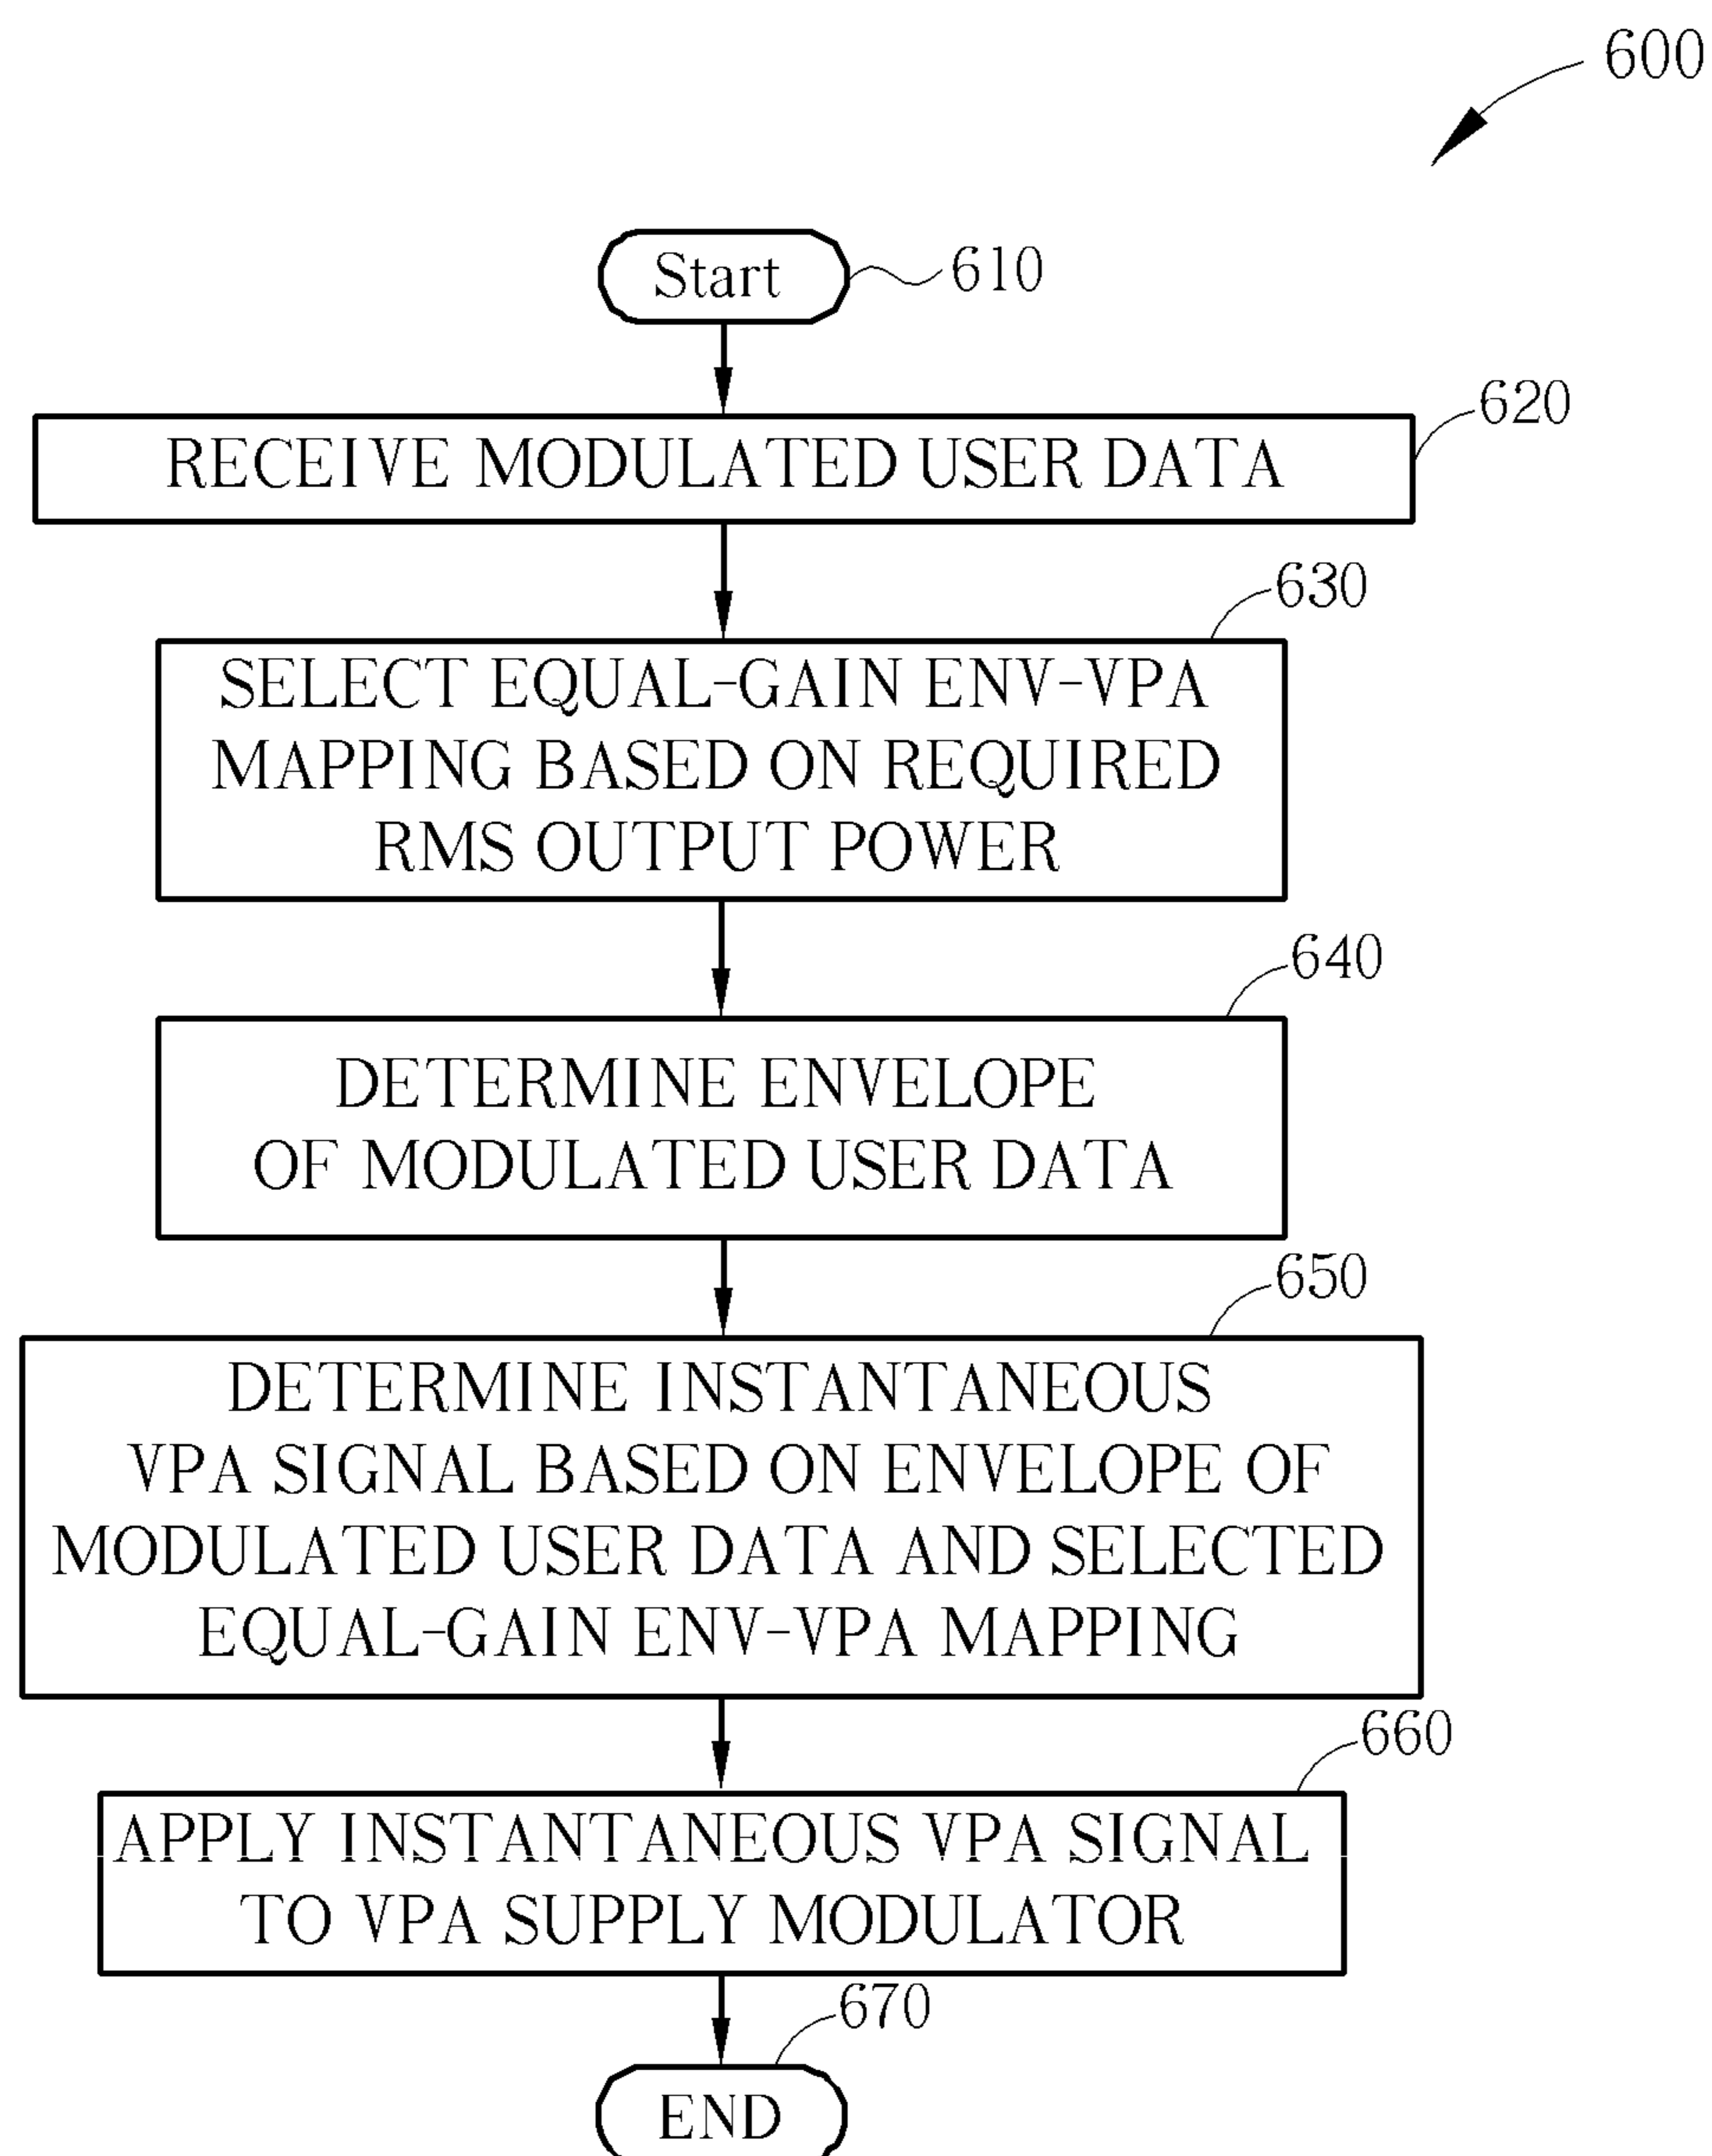 600
Start
610
620
RECEIVE MODULATED USER DATA
630
SELECT EQUAL-GAIN ENV-VPA
MAPPING BASED ON REQUIRED
RMS OUTPUT POWER
640
DETERMINE ENVELOPE
OF MODULATED USER DATA
650
DETERMINE INSTANTANEOUS
VPA SIGNAL BASED ON ENVELOPE OF
MODULATED USER DATA AND SELECTED
EQUAL-GAIN ENV-VPA MAPPING
660
APPLY INSTANTANEOUS VPA SIGNAL
TO VPA SUPPLY MODULATOR
670
END